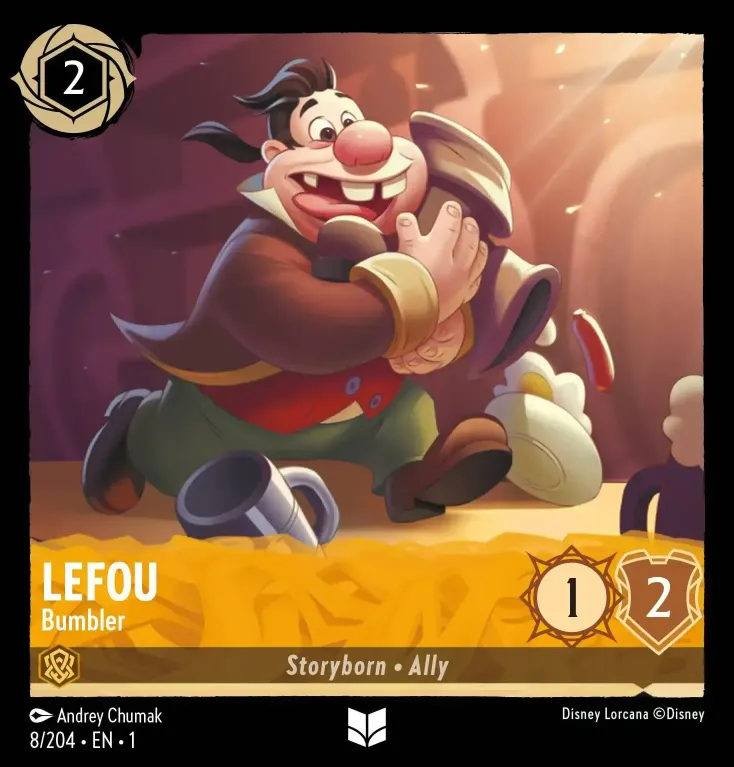 2
LEFOU
Bumbler
1
2
Storyborn • Ally
Andrey Chumak
8/204 • EN • 1
Disney Lorcana ©Disney